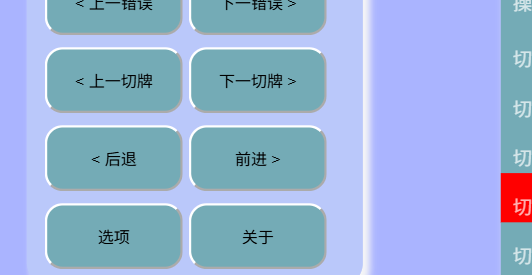 < 上一错误
下一错误 >
< 上一切牌
下一切牌 >
< 后退
前进 >
选项
关于
操
切
切
切
切
切